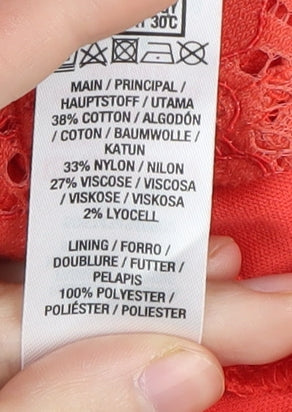 30°C
MAIN / PRINCIPAL /
HAUPTSTOFF / UTAMA
38% COTTON / ALGODÓN
/ COTON / BAUMWOLLE /
KATUN
33% NYLON / NILON
27% VISCOSE / VISCOSA
/ VISKOSE / VISKOSA
2% LYOCELL
LINING / FORRO /
DOUBLURE / FUTTER /
PELAPIS
100% POLYESTER /
POLIÉSTER / POLIESTER